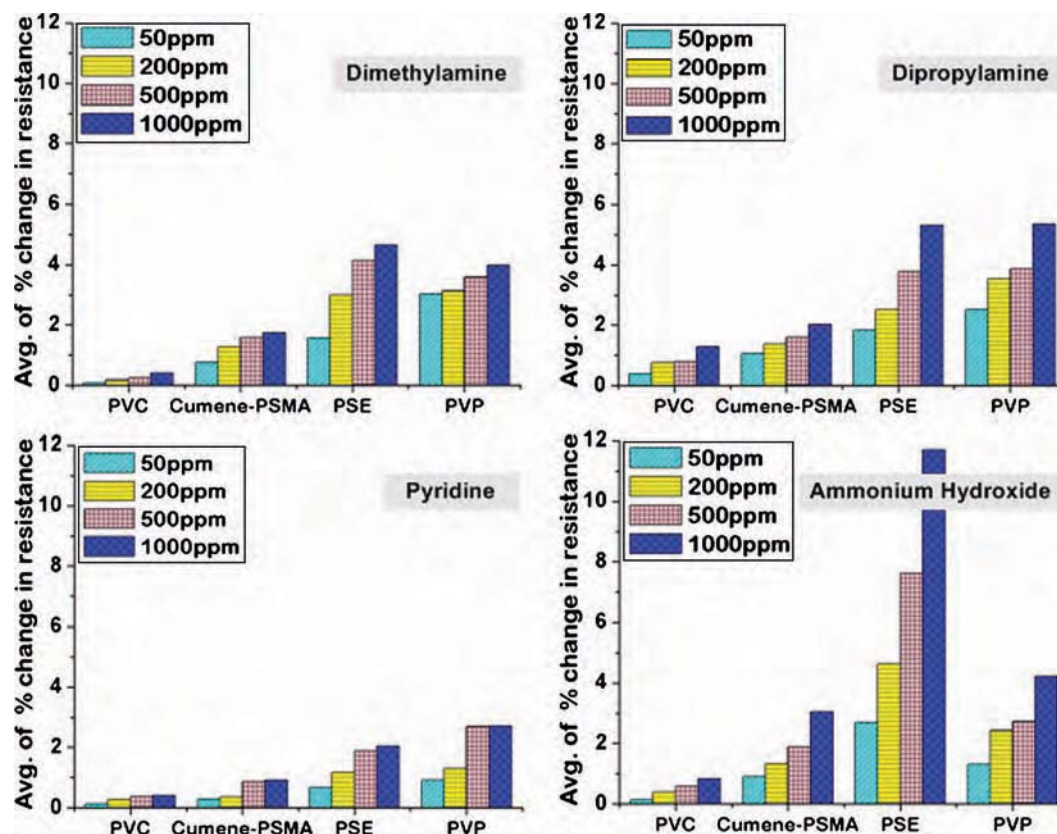 Avg. of % change in resistance
12
10
8
6
4
2
0
50ppm
200ppm
500ppm
1000ppm
Dimethylamine
PVC Cumene-PSMA PSE PVP
Avg. of % change in resistance
12
10
8
6
4
2
0
50ppm
200ppm
500ppm
1000ppm
Dipropylamine
PVC Cumene-PSMA PSE PVP
Avg. of % change in resistance
12
10
8
6
4
2
0
50ppm
200ppm
500ppm
1000ppm
Pyridine
PVC Cumene-PSMA PSE PVP
Avg. of % change in resistance
12
10
8
6
4
2
0
50ppm
200ppm
500ppm
1000ppm
Ammonium Hydroxide
PVC Cumene-PSMA PSE PVP